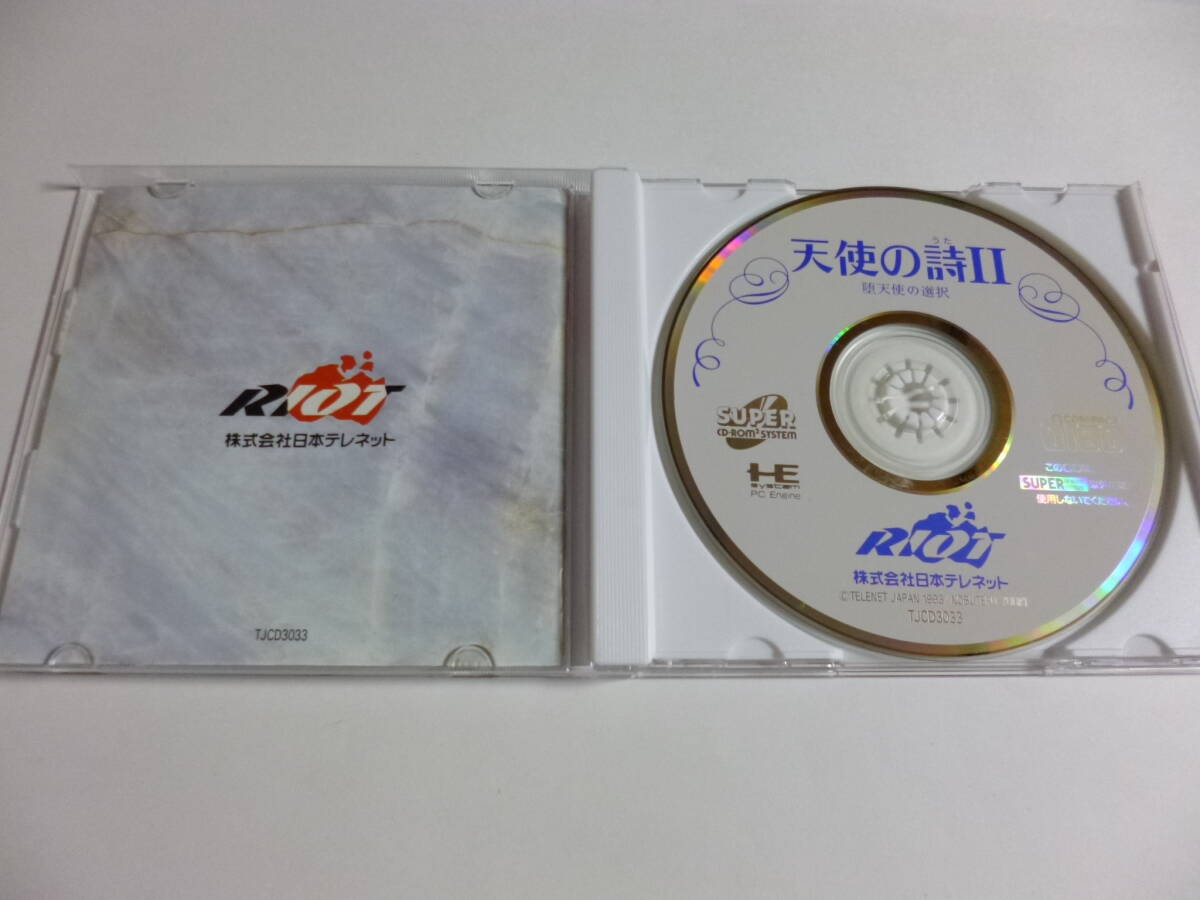 RIOT
株式会社日本テレネット
TJCD3033
うた
天使の詩II
堕天使の選択
SUPER
CD-ROM² SYSTEM
HE
system
PC Engine
SUPER
使用しないでください。
RIOT
株式会社日本テレネット
©TELENET JAPAN 1993
TJCD3033